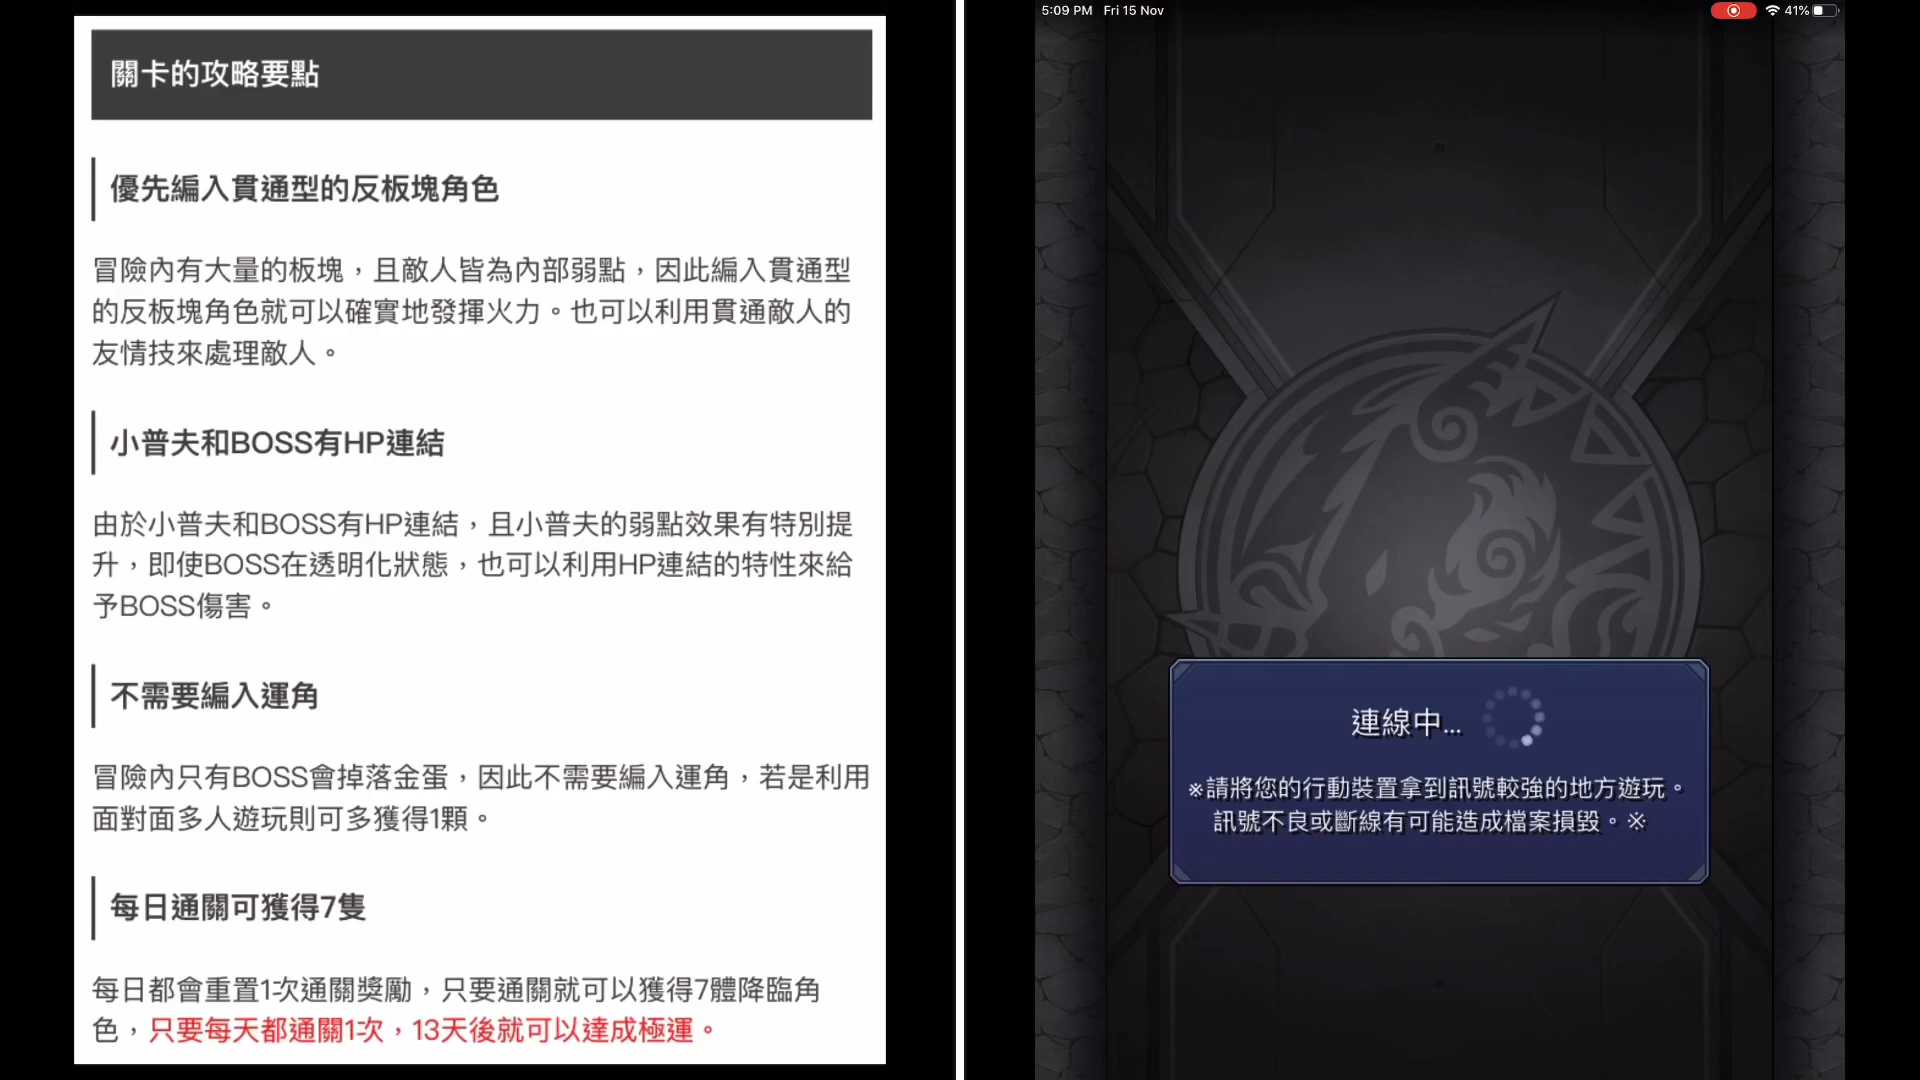 關卡的攻略要點
優先編入貫通型的反板塊角色
冒險內有大量的板塊，且敵人皆為內部弱點，因此編入貫通型
的反板塊角色就可以確實地發揮火力。也可以利用貫通敵人的
友情技來處理敵人。
小普夫和BOSS有HP連結
由於小普夫和BOSS有HP連結，且小普夫的弱點效果有特別提
升，即使BOSS在透明化狀態，也可以利用HP連結的特性來給
予BOSS傷害。
不需要編入運角
冒險內只有BOSS會掉落金蛋，因此不需要編入運角，若是利用
面對面多人遊玩則可多獲得1顆。
每日通關可獲得7隻
每日都會重置1次通關獎勵，只要通關就可以獲得7體降臨角
色，只要每天都通關1次，13天後就可以達成極運。
5:09 PM Fri 15 Nov
41%
連線中...
※請將您的行動裝置拿到訊號較強的地方遊玩。
訊號不良或斷線有可能造成檔案損毀。※